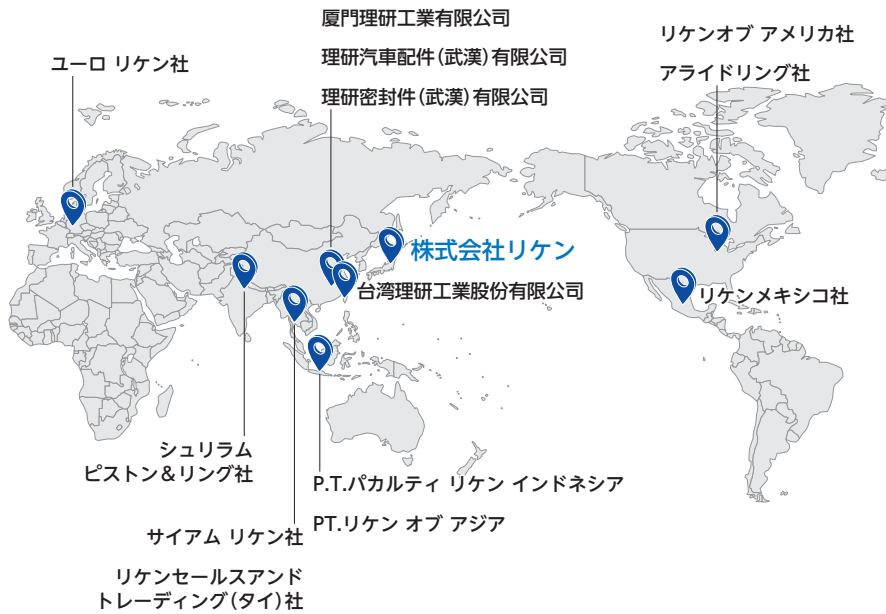 厦門理研工業有限公司
理研汽車配件(武漢)有限公司
理研密封件(武漢)有限公司
リケンオブ アメリカ社
アライドリング社
ユーロ リケン社
株式会社リケン
台湾理研工業股份有限公司
リケンメキシコ社
シュリラム
ピストン&リング社
P.T.パカルティ リケン インドネシア
PT.リケン オブ アジア
サイアム リケン社
リケンセールスアンド
トレーディング(タイ)社